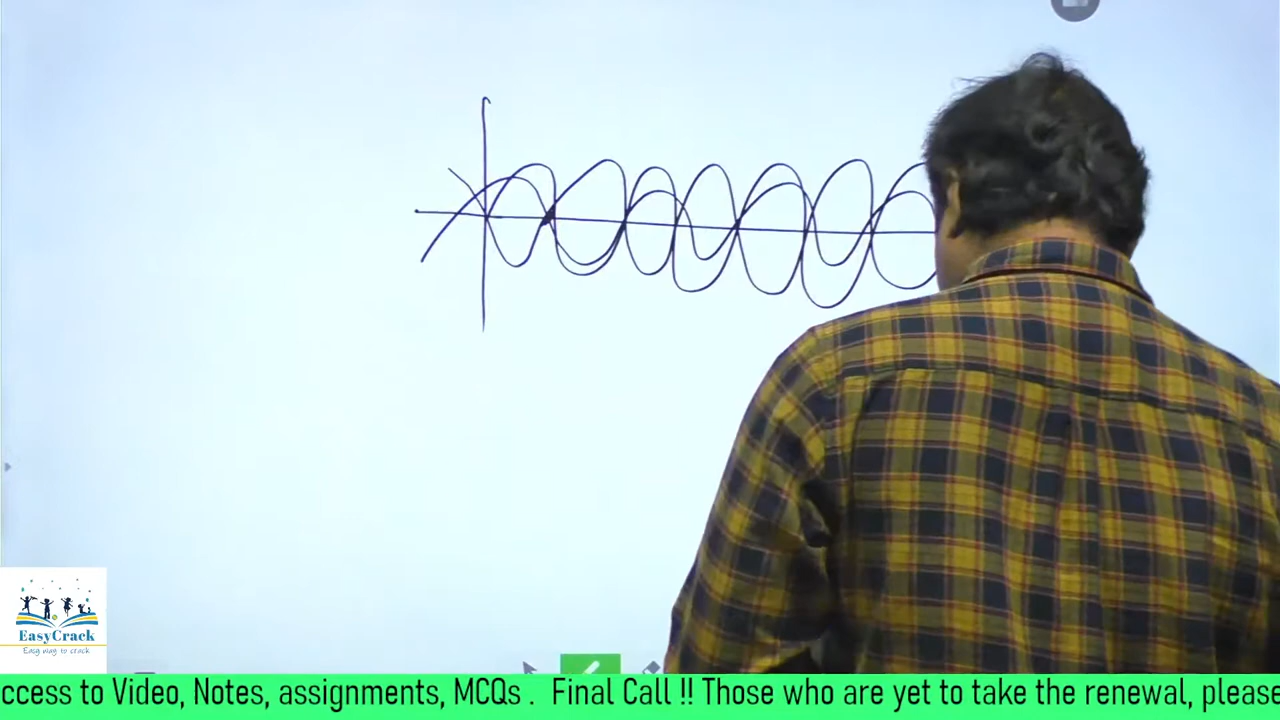 EasyCrack
Easy way to crack
ccess to Video, Notes, assignments, MCQs . Final Call !! Those who are yet to take the renewal, please